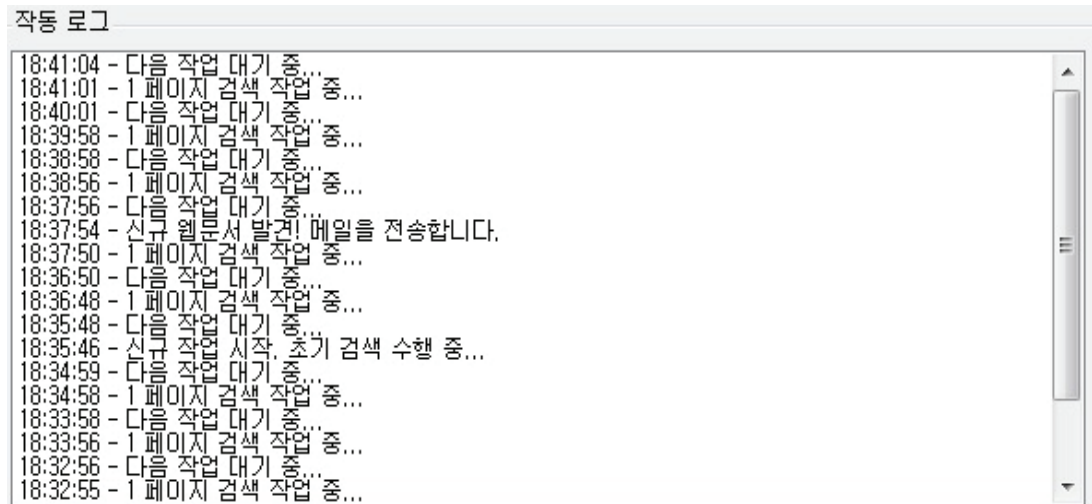 작동 로그
18:41:04 - 다음 작업 대기 중...
18:41:01 - 1 페이지 검색 작업 중...
18:40:01 - 다음 작업 대기 중...
18:39:58 - 1 페이지 검색 작업 중...
18:38:58 - 다음 작업 대기 중...
18:38:56 - 1 페이지 검색 작업 중...
18:37:56 - 다음 작업 대기 중...
18:37:54 - 신규 웹문서 발견! 메일을 전송합니다.
18:37:50 - 1 페이지 검색 작업 중...
18:36:50 - 다음 작업 대기 중...
18:36:48 - 1 페이지 검색 작업 중...
18:35:48 - 다음 작업 대기 중...
18:35:46 - 신규 작업 시작. 초기 검색 수행 중...
18:34:59 - 다음 작업 대기 중...
18:34:58 - 1 페이지 검색 작업 중...
18:33:58 - 다음 작업 대기 중...
18:33:56 - 1 페이지 검색 작업 중...
18:32:56 - 다음 작업 대기 중...
18:32:55 - 1 페이지 검색 작업 중...